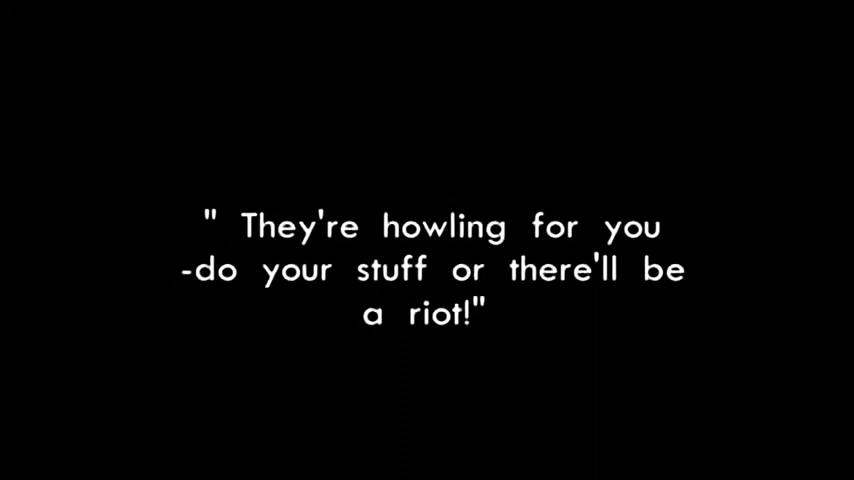 " They're howling for you
-do your stuff or there'll be
a riot!"